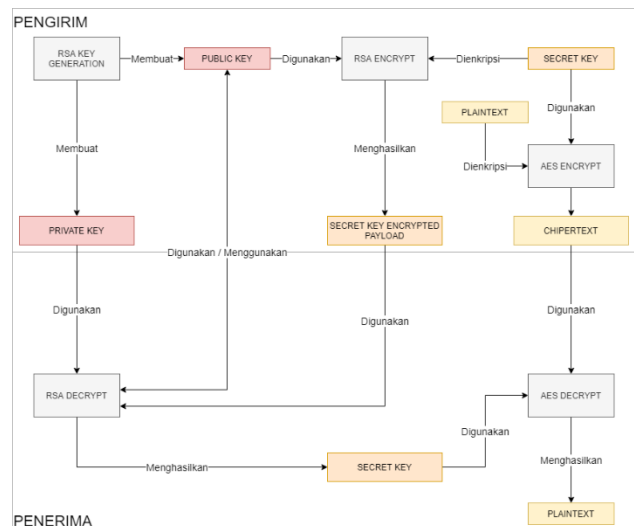 PENGIRIM
RSA KEY
GENERATION
Membuat
PUBLIC KEY
Digunakan
RSA ENCRYPT
Dienkripsi
SECRET KEY
Digunakan
PLAINTEXT
Membuat
Menghasilkan
Dienkripsi
AES ENCRYPT
PRIVATE KEY
SECRET KEY ENCRYPTED
PAYLOAD
CHIPERTEXT
Digunakan / Menggunakan
Digunakan
Digunakan
Digunakan
RSA DECRYPT
AES DECRYPT
Digunakan
Menghasilkan
SECRET KEY
Menghasilkan
PLAINTEXT
PENERIMA